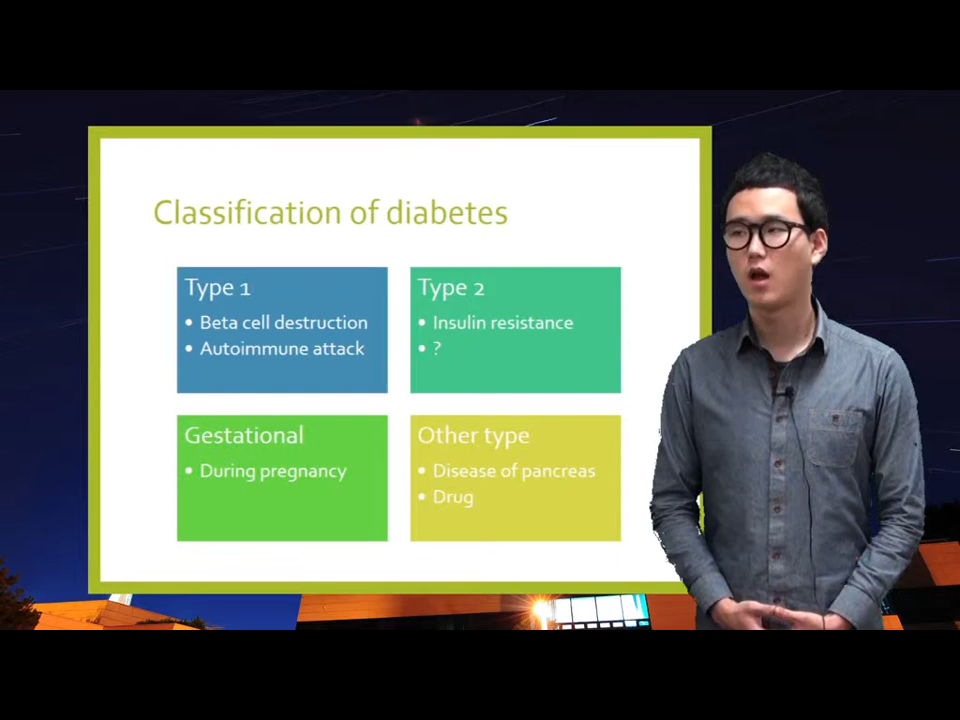 Classification of diabetes
Type 1
• Beta cell destruction
• Autoimmune attack
Type 2
• Insulin resistance
• ?
Gestational
• During pregnancy
Other type
• Disease of pancreas
• Drug